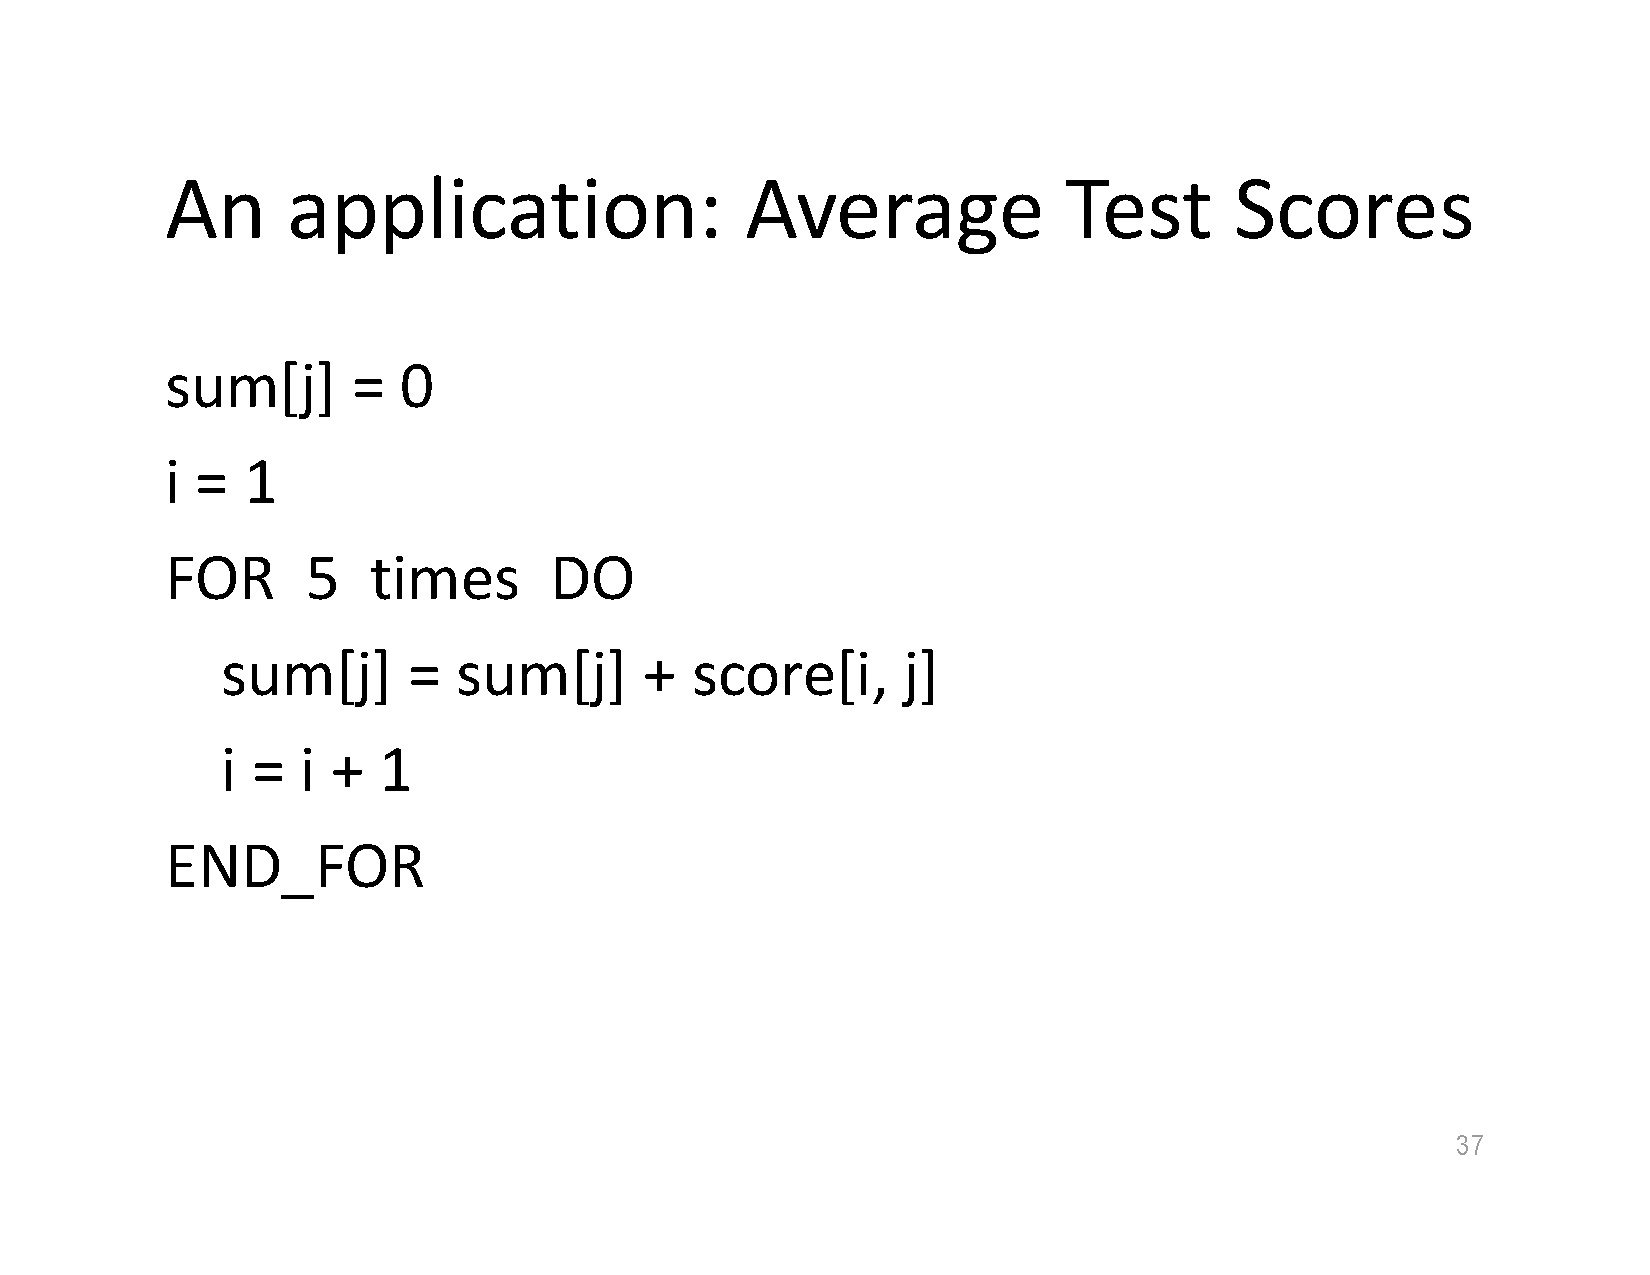 An application: Average Test Scores
sum[j] = 0
i = 1
FOR 5 times DO
sum[j] = sum[j] + score[i, j]
i = i + 1
END_FOR
37